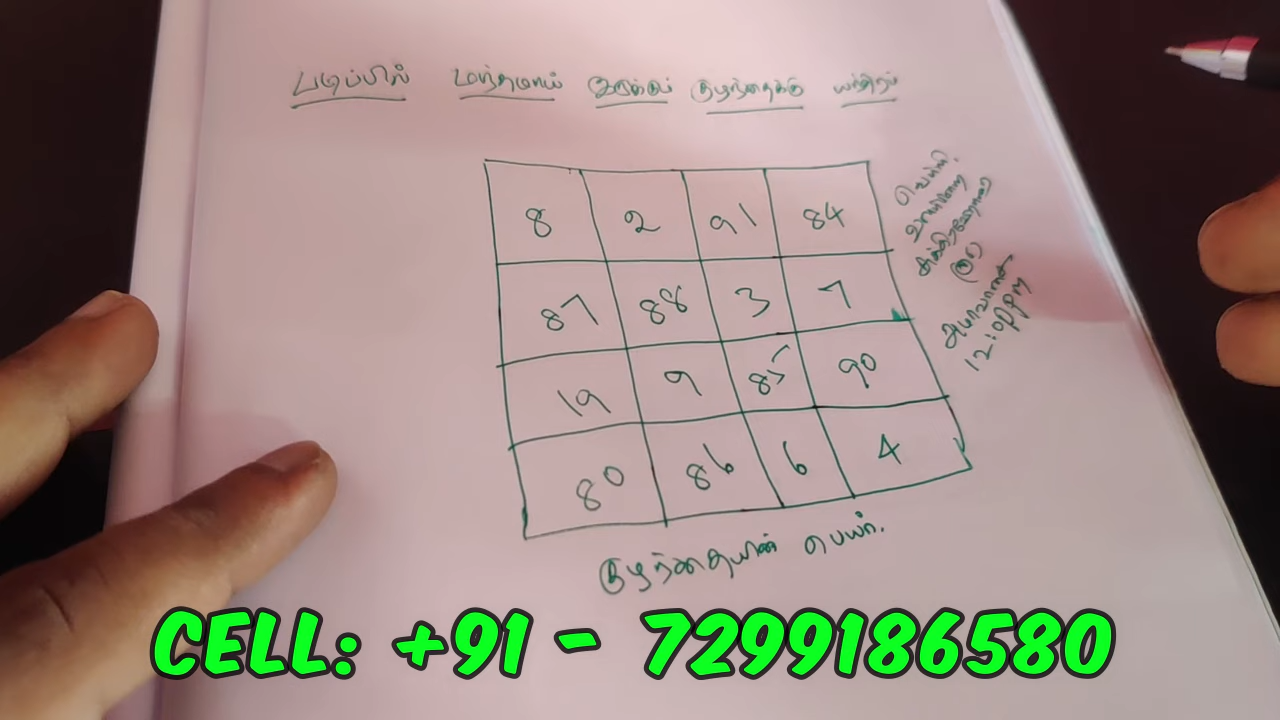 படிப்பில் மந்தமாய் இருக்கும் குழந்தைக்கு யந்திரம்
8 2 91 84
87 88 3 7
19 9 85 90
80 86 6 4
குழந்தையின் பெயர்.
அமாவாசை
12:00pm
CELL: +91 - 7299186580